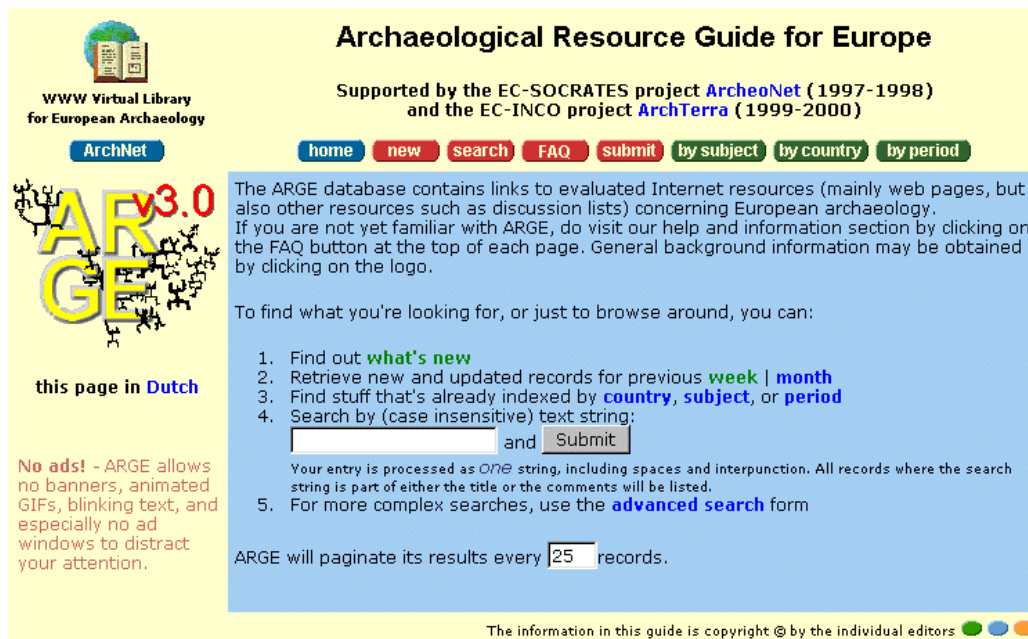 Archaeological Resource Guide for Europe
WWW Virtual Library
for European Archaeology
Supported by the EC-SOCRATES project ArcheoNet (1997-1998)
and the EC-INCO project ArchTerra (1999-2000)
ArchNet
home new search FAQ submit by subject by country by period
v3.0
ARGE
this page in Dutch
No ads! - ARGE allows
no banners, animated
GIFs, blinking text, and
especially no ad
windows to distract
your attention.
The ARGE database contains links to evaluated Internet resources (mainly web pages, but
also other resources such as discussion lists) concerning European archaeology.
If you are not yet familiar with ARGE, do visit our help and information section by clicking on
the FAQ button at the top of each page. General background information may be obtained
by clicking on the logo.
To find what you're looking for, or just to browse around, you can:
1. Find out what's new
2. Retrieve new and updated records for previous week | month
3. Find stuff that's already indexed by country, subject, or period
4. Search by (case insensitive) text string:
and Submit
Your entry is processed as one string, including spaces and interpunction. All records where the search
string is part of either the title or the comments will be listed.
5. For more complex searches, use the advanced search form
ARGE will paginate its results every 25 records.
The information in this guide is copyright © by the individual editors